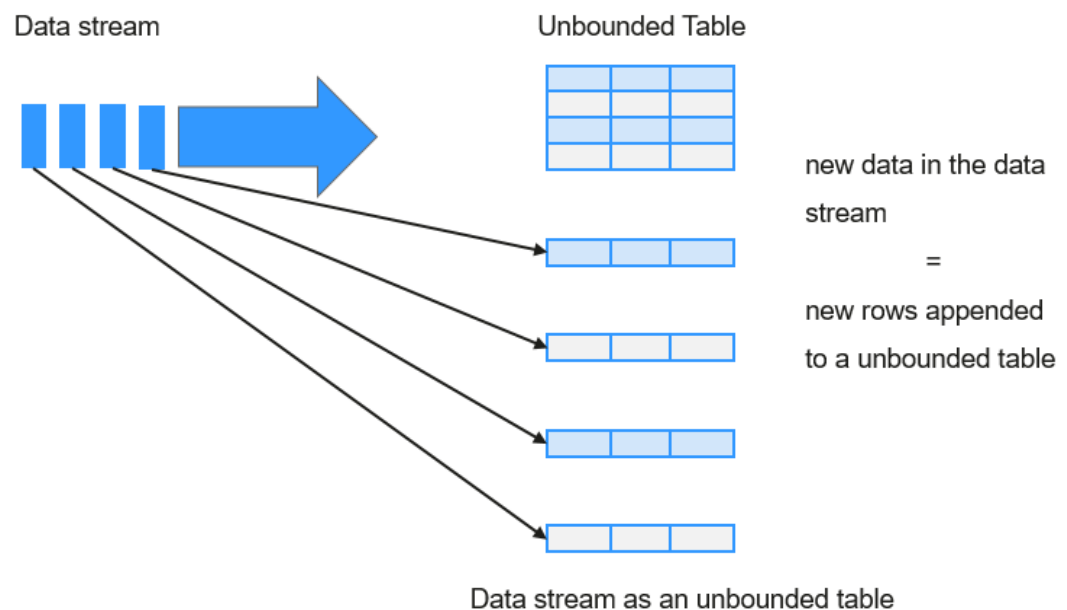 Data stream
Unbounded Table
new data in the data
stream
=
new rows appended
to a unbounded table
Data stream as an unbounded table